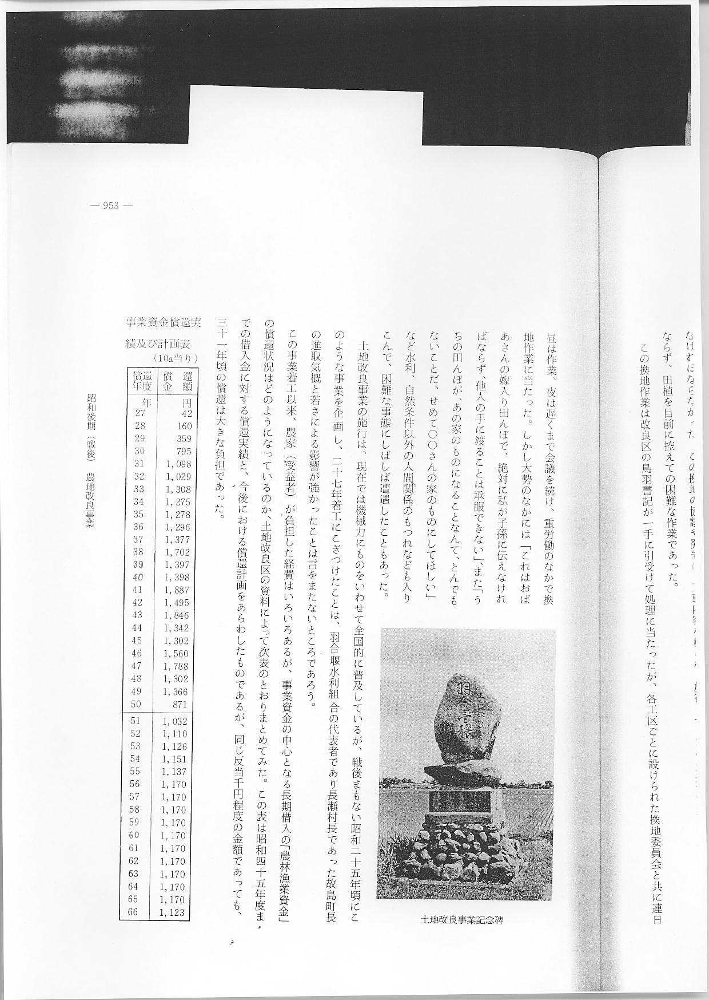 ならず、田植を目前に控えての困難な作業であった。
この換地作業は改良区の鳥羽書記が一手に引受けて処理に当たったが、各工区ごとに設けられた換地委員会と共に連日
昼は作業、夜は遅くまで会議を続け、重労働のなかで換
地作業に当たった。しかし大勢のなかには「これはおば
あさんの嫁入り田んぼで、絶対に私が子孫に伝えなけれ
ばならず、他人の手に渡ることは承服できない」、また「う
ちの田んぼが、あの家のものになることなんて、とんでも
ないことだ、せめて〇〇さんの家のものにしてほしい」
など水利、自然条件以外の人間関係のもつれなども入り
こんで、困難な事態にしばしば遭遇したこともあった。
土地改良事業の施行は、現在では機械力にものをいわせて全国的に普及しているが、戦後まもない昭和二十五年頃にこ
のような事業を企画し、二十七年着工にこぎつけたことは、羽合堰水利組合の代表者であり長瀬村長であった故島町長
の進取気概と若さによる影響が強かったことは言をまたないところであろう。
この事業着工以来、農家（受益者）が負担した経費はいろいろあるが、事業資金の中心となる長期借入の「農林漁業資金」
の償還状況はどのようになっているのか、土地改良区の資料によって次表のとおりまとめてみた。この表は昭和四十五年度ま
での借入金に対する償還実績と、今後における償還計画をあらわしたものであるが、同じ反当千円程度の金額であっても、
三十一年頃の償還は大きな負担であった。
土地改良事業記念碑
事業資金償還実
績及び計画表
（10a当り）
償還年度 償還金額
年 円
27 42
28 160
29 359
30 795
31 1,098
32 1,029
33 1,308
34 1,275
35 1,278
36 1,296
37 1,377
38 1,702
39 1,397
40 1,398
41 1,887
42 1,495
43 1,846
44 1,342
45 1,302
46 1,560
47 1,788
48 1,302
49 1,366
50 871
51 1,032
52 1,110
53 1,126
54 1,151
55 1,137
56 1,170
57 1,170
58 1,170
59 1,170
60 1,170
61 1,170
62 1,170
63 1,170
64 1,170
65 1,170
66 1,123
昭和後期（戦後） 農地改良事業
— 953 —